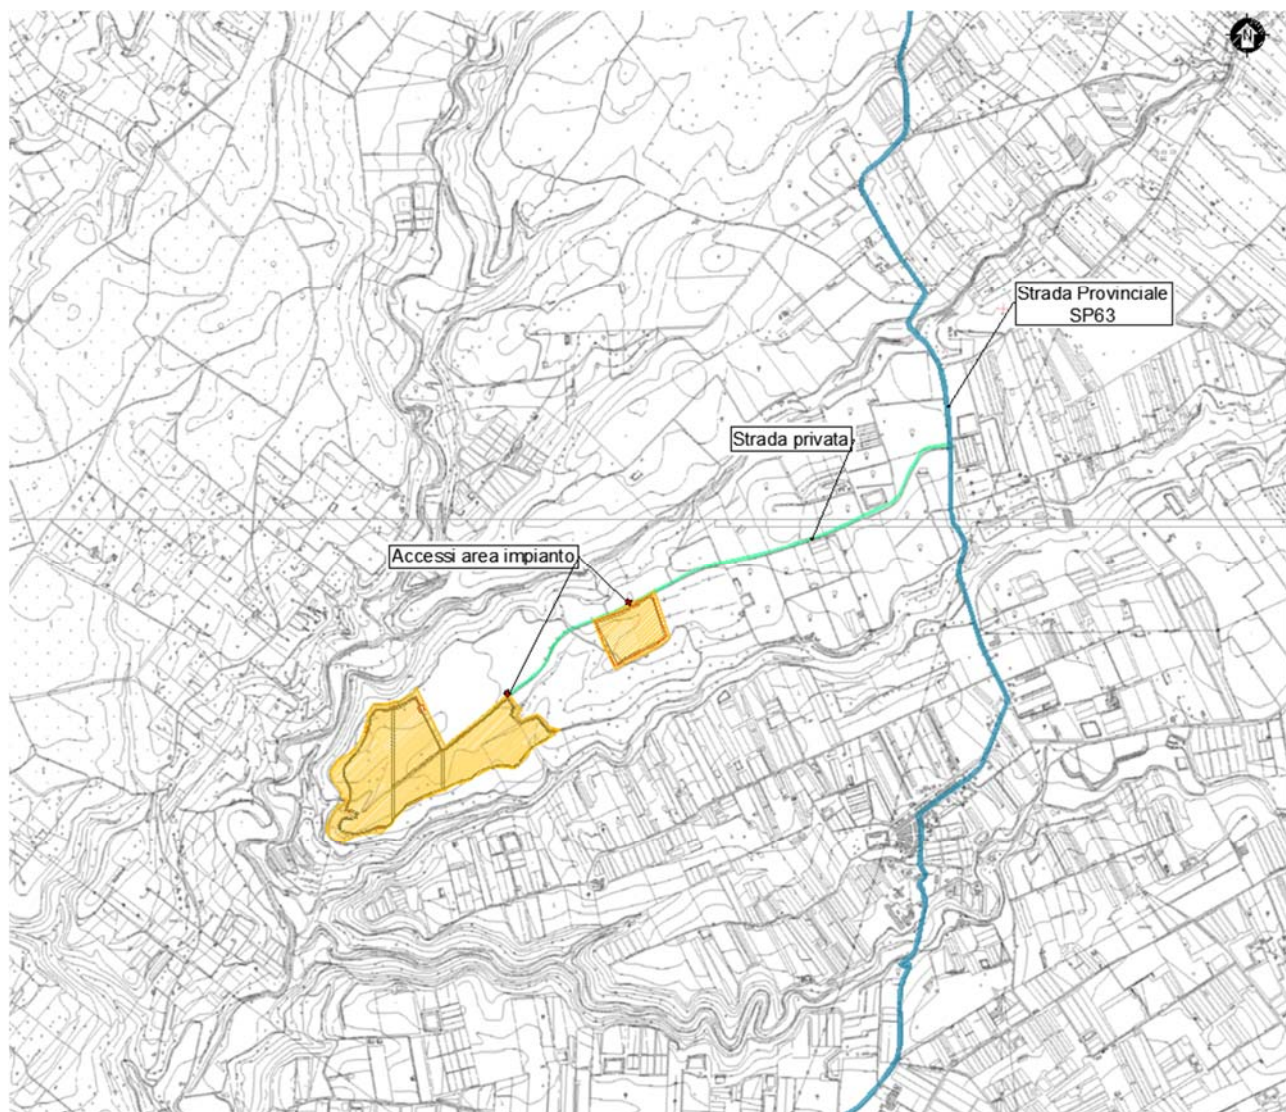 N
Strada Provinciale
SP63
Strada privata
Accessi area impianto